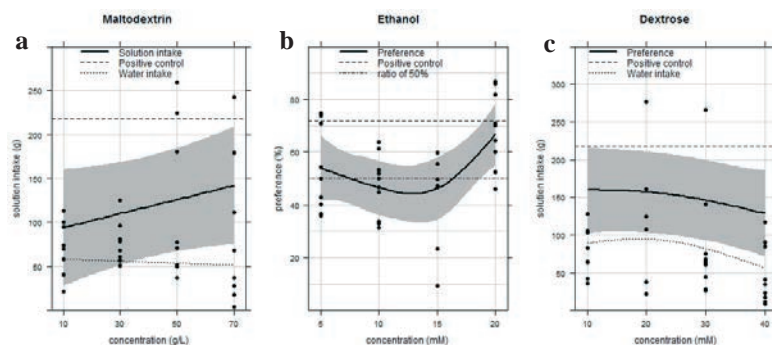 Maltodextrin
a
Solution intake
Positive control
Water intake
solution intake (g)
250
200
150
100
50
10
30
50
70
concentration (g/L)
Ethanol
b
Preference
Positive control
ratio of 50%
preference (%)
80
60
40
20
5
10
15
20
concentration (mM)
Dextrose
c
Preference
Positive control
Water intake
solution intake (g)
350
300
250
200
150
100
50
10
20
30
40
concentration (mM)